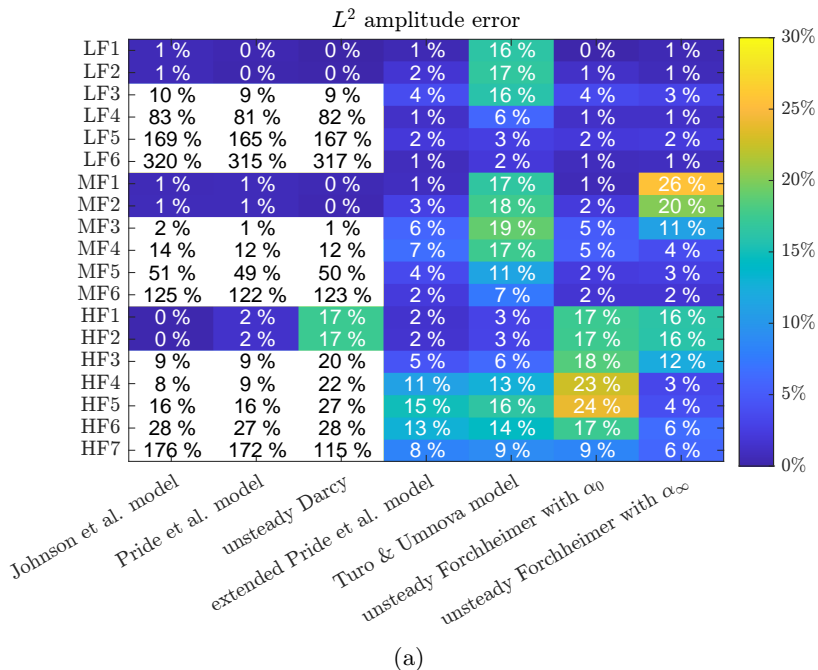 L² amplitude error
LF1 1 % 0 % 0 % 1 % 16 % 0 % 1 %
LF2 1 % 0 % 0 % 2 % 17 % 1 % 1 %
LF3 10 % 9 % 9 % 4 % 16 % 4 % 3 %
LF4 83 % 81 % 82 % 1 % 6 % 1 % 1 %
LF5 169 % 165 % 167 % 2 % 3 % 2 % 2 %
LF6 320 % 315 % 317 % 1 % 2 % 1 % 1 %
MF1 1 % 1 % 0 % 1 % 17 % 1 % 26 %
MF2 1 % 1 % 0 % 3 % 18 % 2 % 20 %
MF3 2 % 1 % 1 % 6 % 19 % 5 % 11 %
MF4 14 % 12 % 12 % 7 % 17 % 5 % 4 %
MF5 51 % 49 % 50 % 4 % 11 % 2 % 3 %
MF6 125 % 122 % 123 % 2 % 7 % 2 % 2 %
HF1 0 % 2 % 17 % 2 % 3 % 17 % 16 %
HF2 0 % 2 % 17 % 2 % 3 % 17 % 16 %
HF3 9 % 9 % 20 % 5 % 6 % 18 % 12 %
HF4 8 % 9 % 22 % 11 % 13 % 23 % 3 %
HF5 16 % 16 % 27 % 15 % 16 % 24 % 4 %
HF6 28 % 27 % 28 % 13 % 14 % 17 % 6 %
HF7 176 % 172 % 115 % 8 % 9 % 9 % 6 %
Johnson et al. model
Pride et al. model
unsteady Darcy
extended Pride et al. model
Turo & Umnova model
unsteady Forchheimer with α₀
unsteady Forchheimer with α∞
30%
25%
20%
15%
10%
5%
0%
(a)